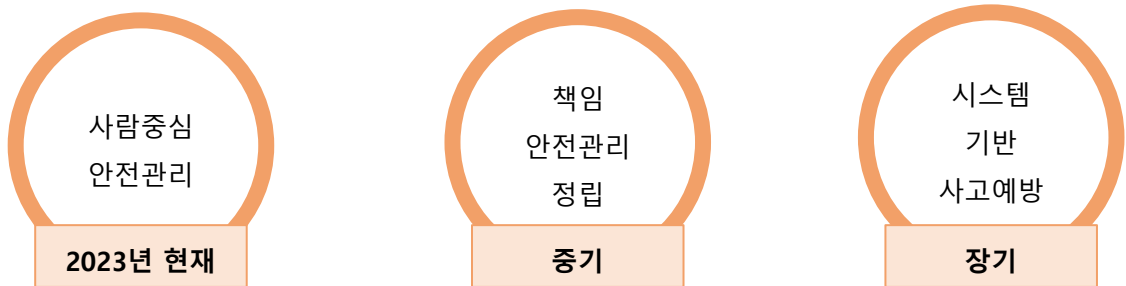 사람중심
안전관리
2023년 현재
책임
안전관리
정립
중기
시스템
기반
사고예방
장기